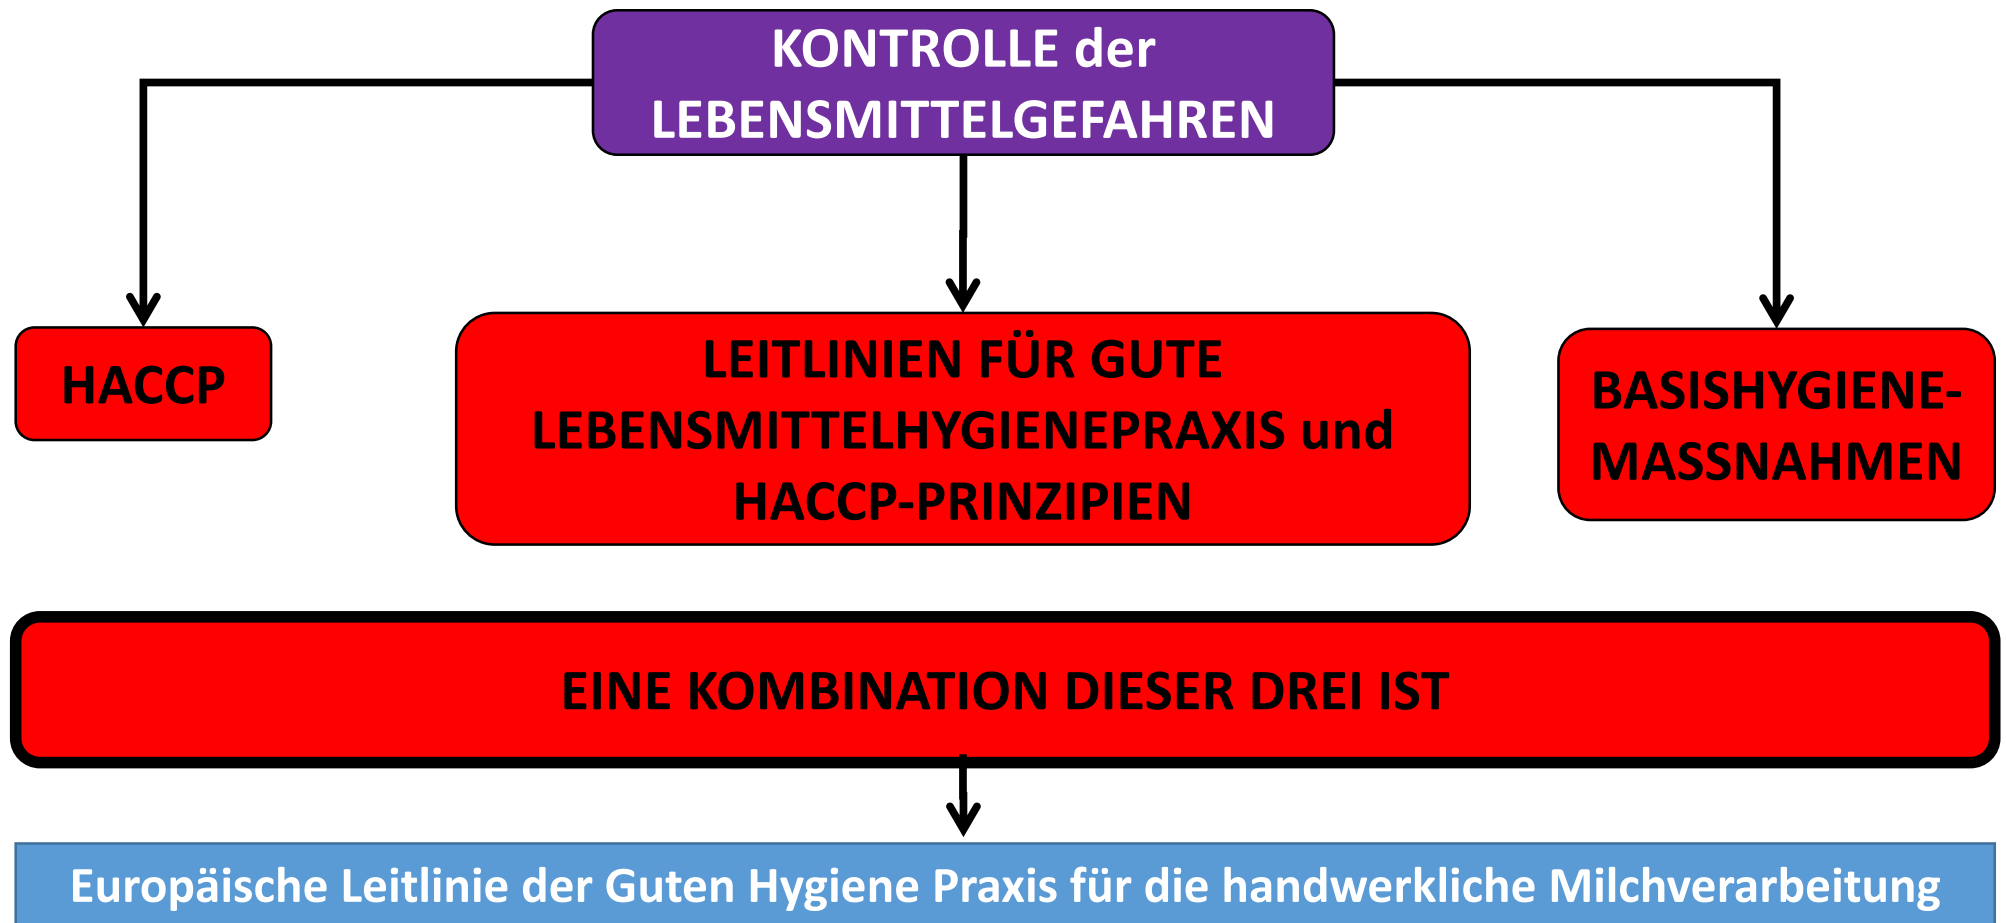 KONTROLLE der
LEBENSMITTELGEFAHREN
HACCP
LEITLINIEN FÜR GUTE
LEBENSMITTELHYGIENEPRAXIS und
HACCP-PRINZIPIEN
BASISHYGIENE-
MASSNAHMEN
EINE KOMBINATION DIESER DREI IST
Europäische Leitlinie der Guten Hygiene Praxis für die handwerkliche Milchverarbeitung